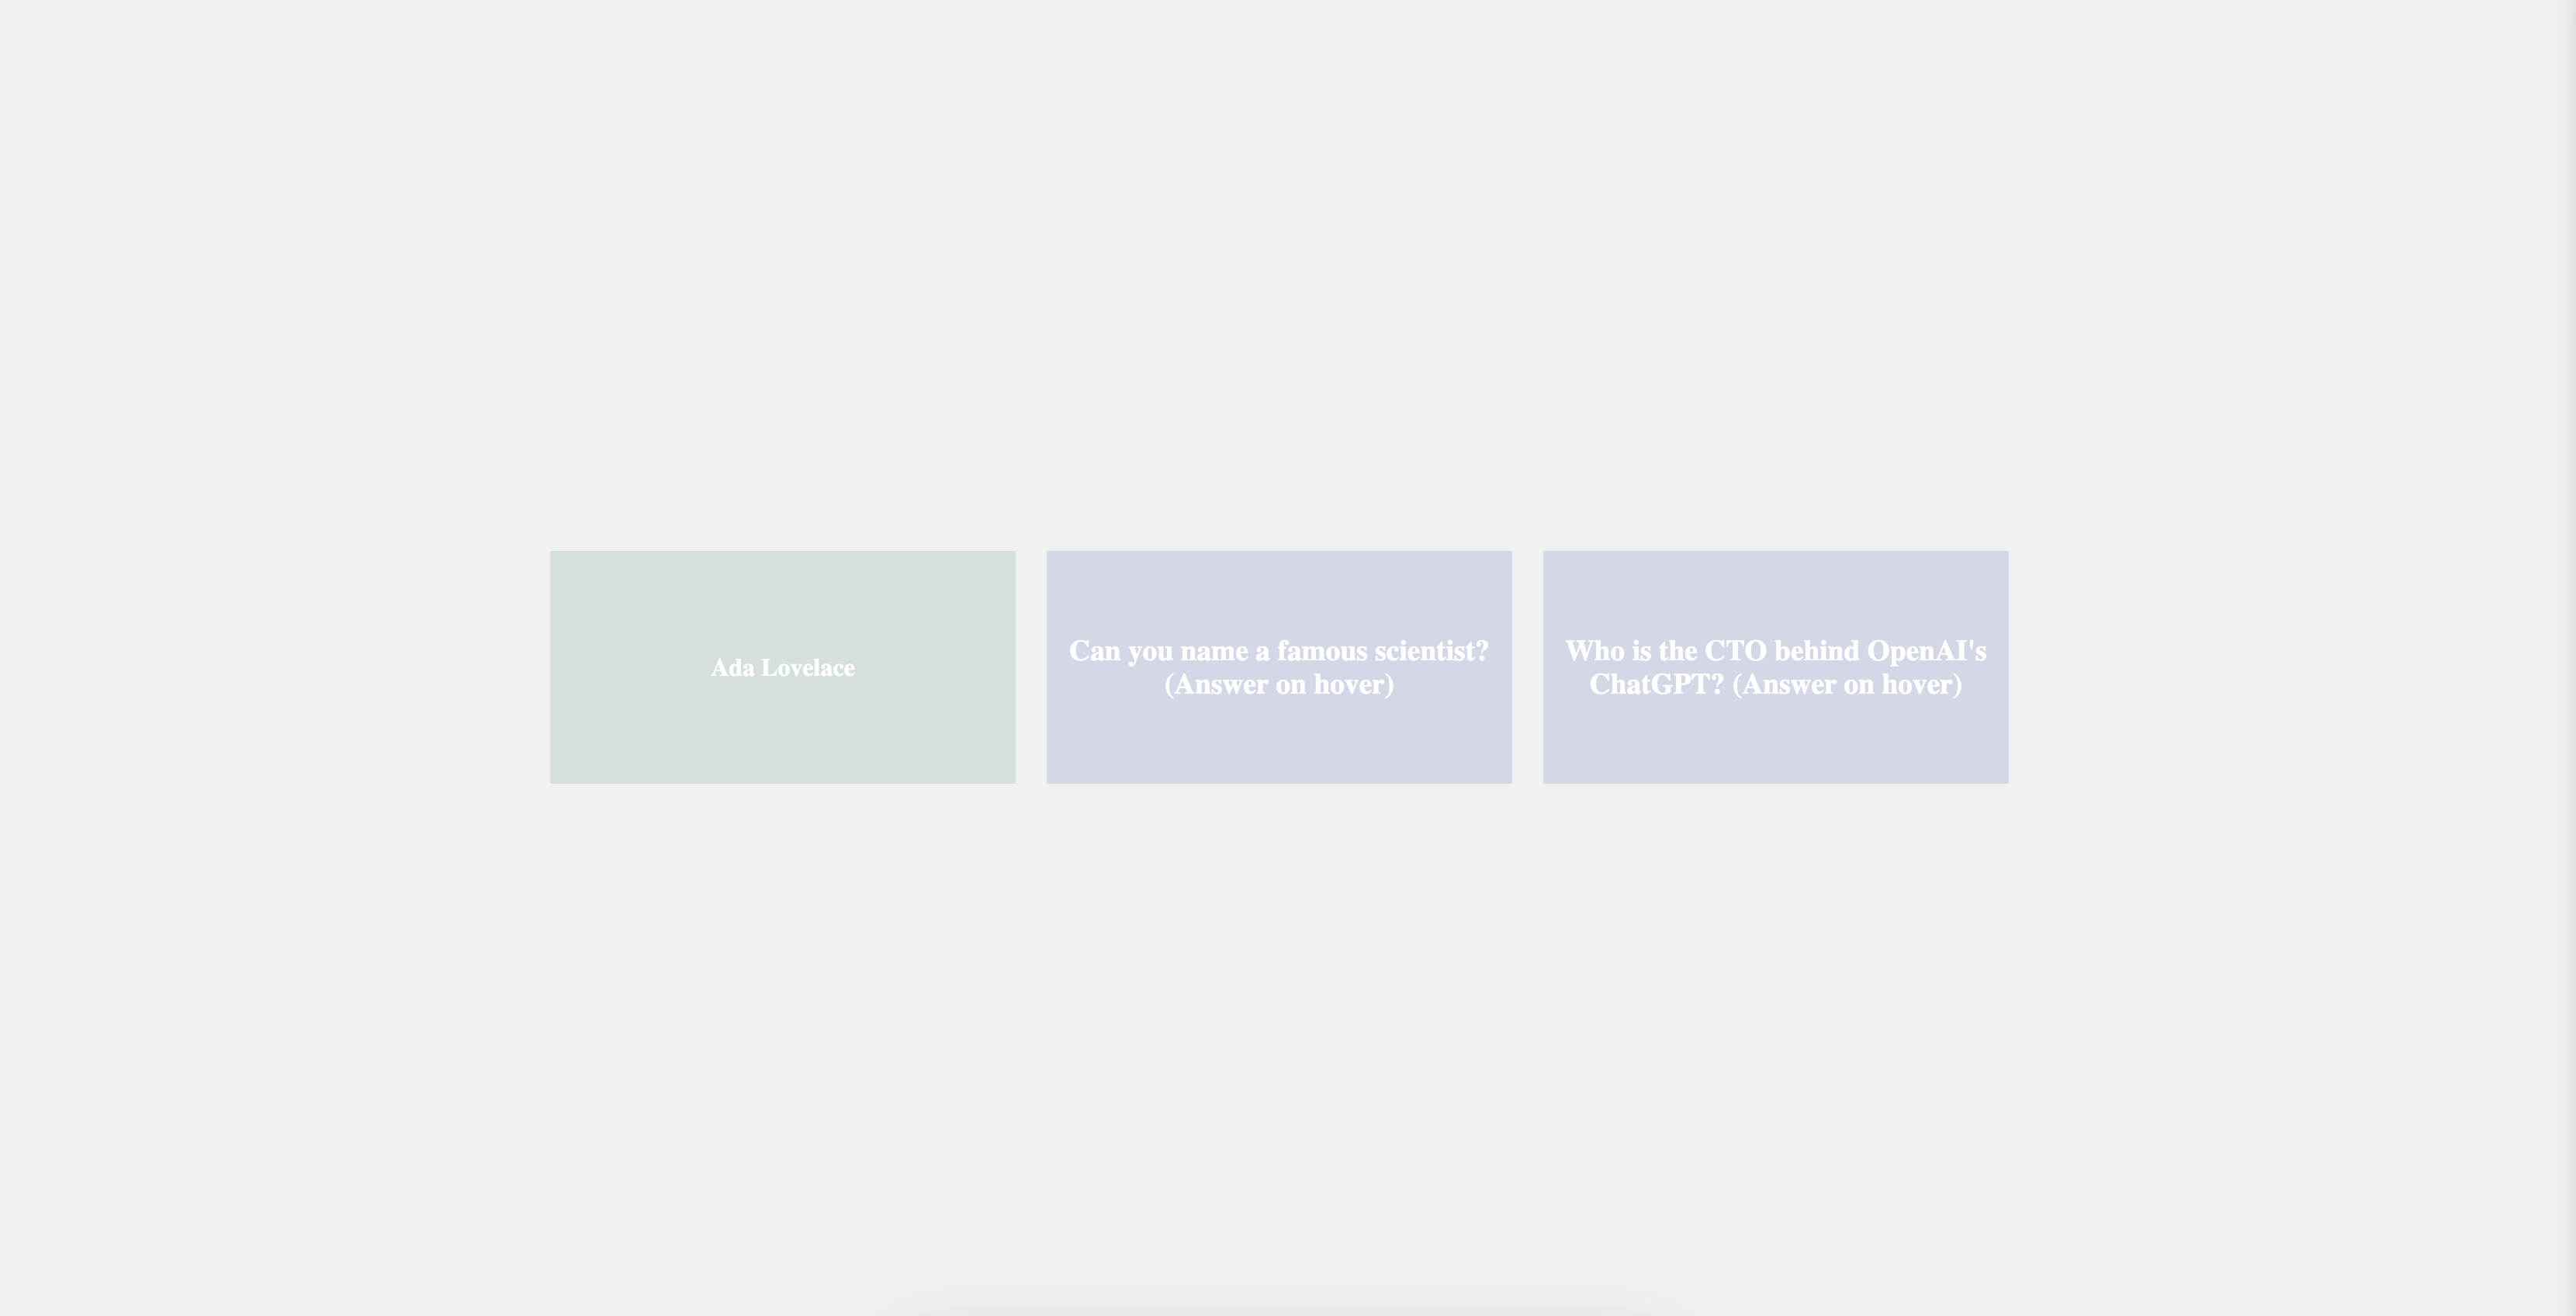 Ada Lovelace
Can you name a famous scientist?
(Answer on hover)
Who is the CTO behind OpenAI's
ChatGPT? (Answer on hover)